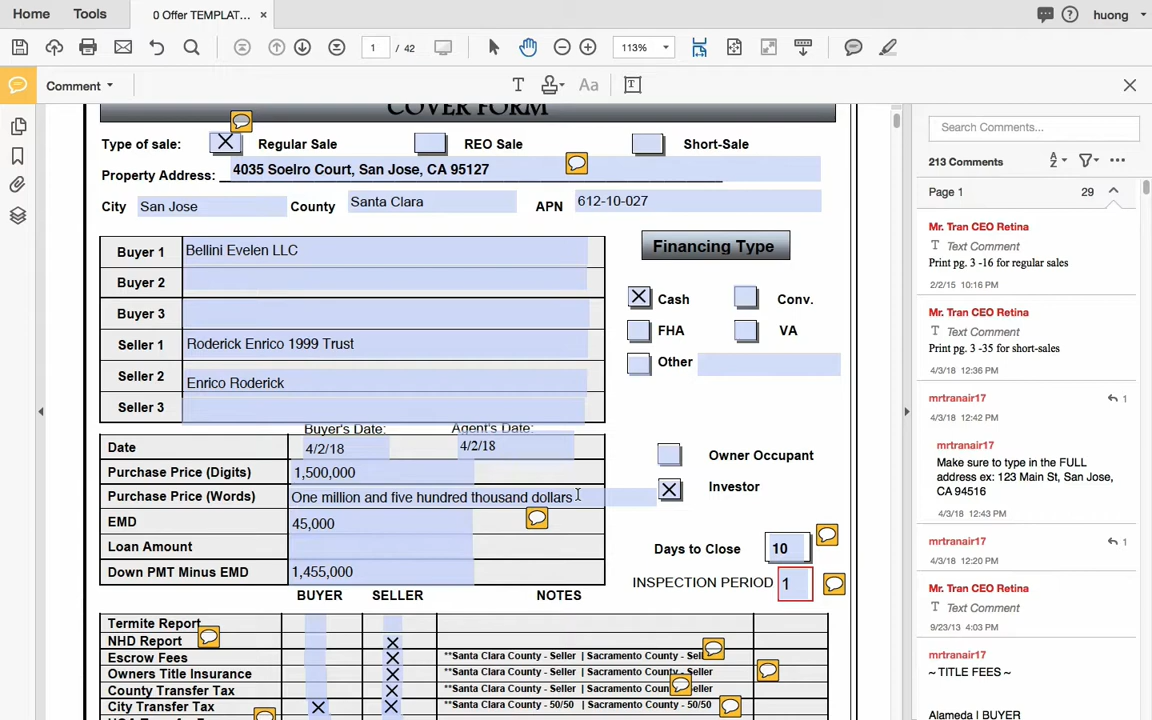 Home Tools 0 Offer TEMPLAT... × huong
1 / 42 113%
Comment
COVER FORM
Type of sale: X Regular Sale REO Sale Short-Sale
Property Address: 4035 Soelro Court, San Jose, CA 95127
City San Jose County Santa Clara APN 612-10-027
Buyer 1 Bellini Evelen LLC
Buyer 2
Buyer 3
Seller 1 Roderick Enrico 1999 Trust
Seller 2 Enrico Roderick
Seller 3
Financing Type
X Cash Conv.
FHA VA
Other
Buyer's Date: Agent's Date:
Date 4/2/18 4/2/18
Purchase Price (Digits) 1,500,000
Purchase Price (Words) One million and five hundred thousand dollars
EMD 45,000
Loan Amount
Down PMT Minus EMD 1,455,000
Owner Occupant
X Investor
Days to Close 10
INSPECTION PERIOD 1
BUYER SELLER NOTES
Termite Report
NHD Report X
Escrow Fees X **Santa Clara County - Seller | Sacramento County - Sell
Owners Title Insurance X **Santa Clara County - Seller | Sacramento County - Seller
County Transfer Tax X **Santa Clara County - Seller | Sacramento Coun - Seller
City Transfer Tax X X **Santa Clara County - 50/50 | Sacramento County - 50/50
Search Comments...
213 Comments
Page 1 29
Mr. Tran CEO Retina
T Text Comment
Print pg. 3 -16 for regular sales
2/2/15 10:16 PM
Mr. Tran CEO Retina
T Text Comment
Print pg. 3 -35 for short-sales
4/3/18 12:36 PM
mrtranair17 1
4/3/18 12:42 PM
mrtranair17
Make sure to type in the FULL
address ex: 123 Main St, San Jose,
CA 94516
4/3/18 12:43 PM
mrtranair17 1
4/3/18 12:20 PM
Mr. Tran CEO Retina
T Text Comment
9/23/13 4:03 PM
mrtranair17
~ TITLE FEES ~
Alameda | BUYER